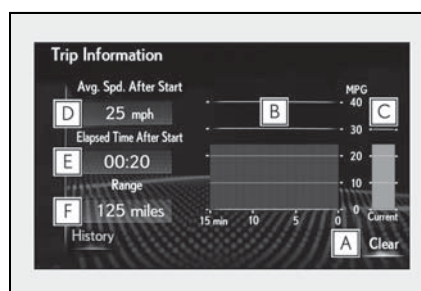 Trip Information
Avg. Spd. After Start
D 25 mph
Elapsed Time After Start
E 00:20
Range
F 125 miles
History
MPG
40
B
C
30
20
10
0
15 min 10 5 0
Current
A Clear